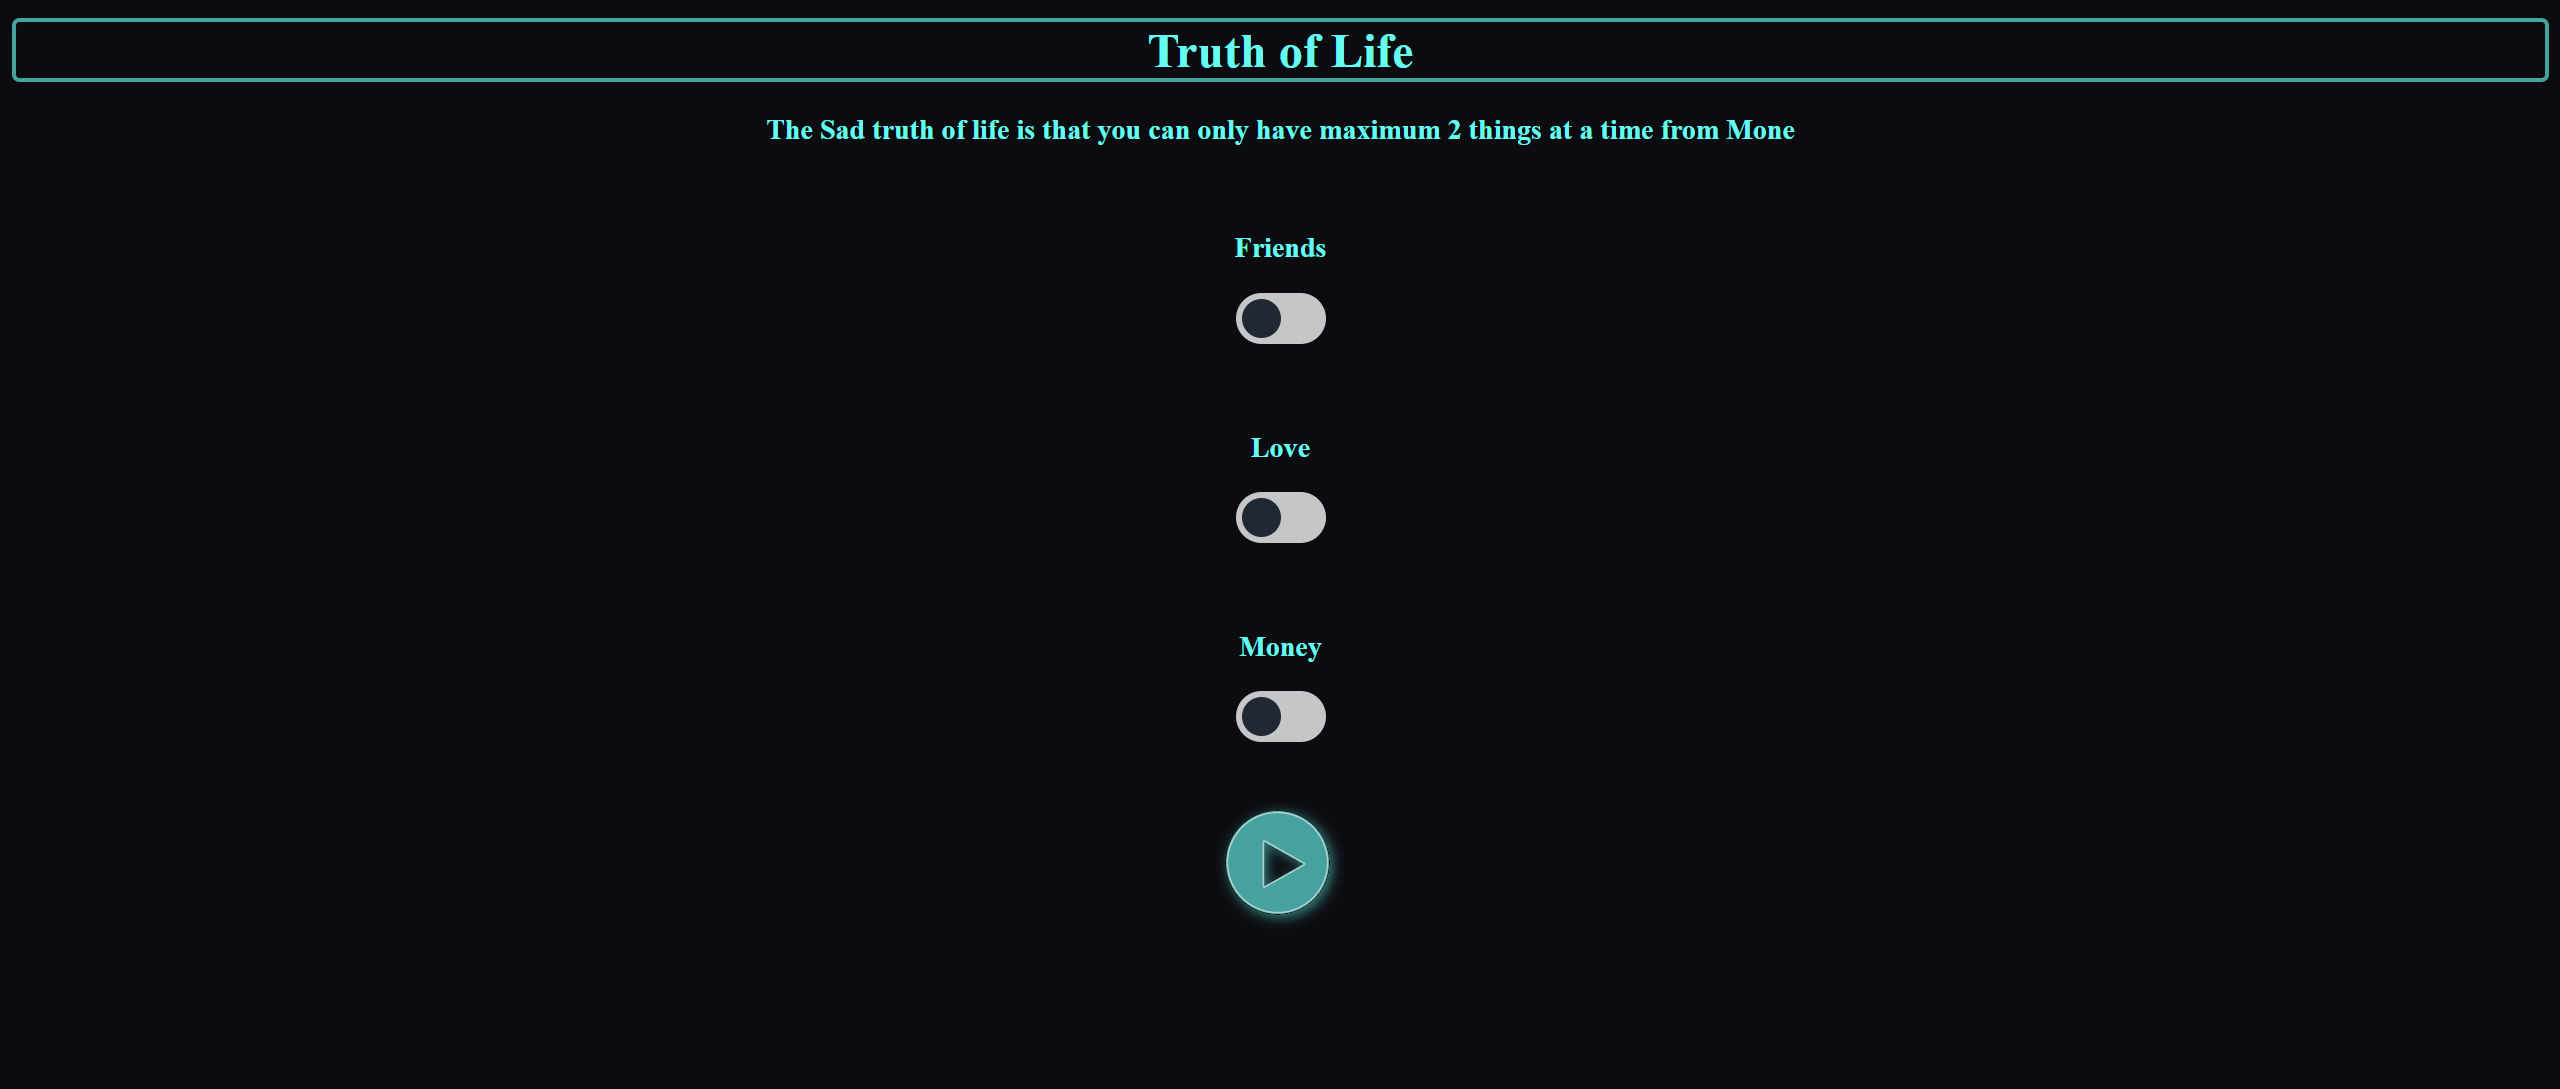 Truth of Life
The Sad truth of life is that you can only have maximum 2 things at a time from Mone
Friends
Love
Money